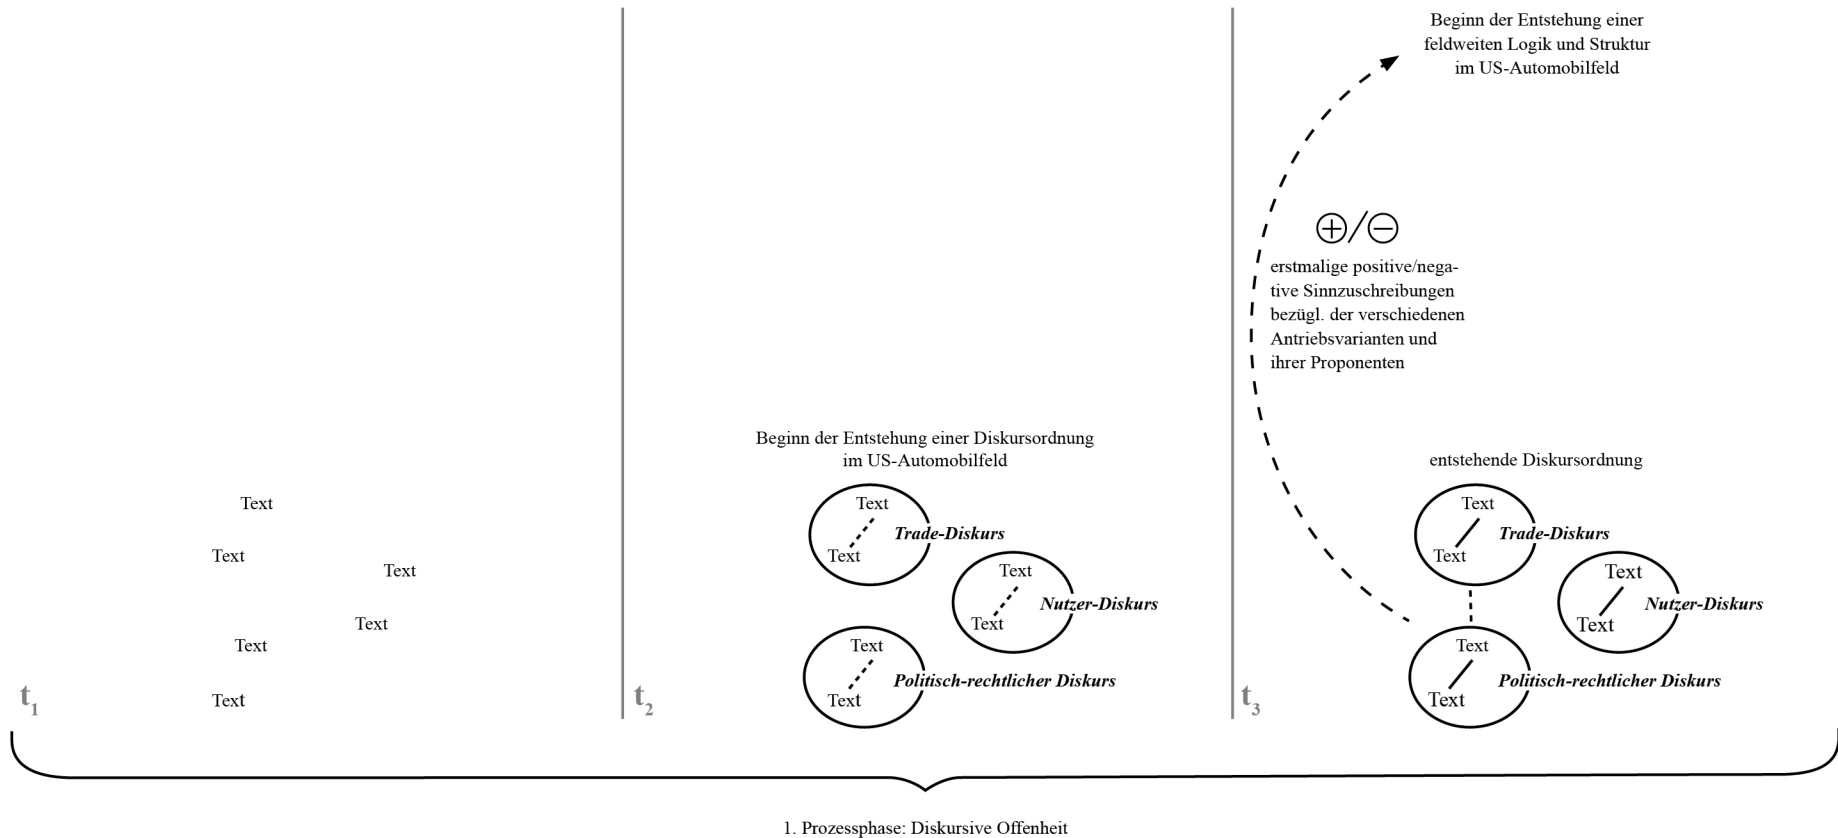 Text
Text
Text
Text
Text
Text
t1
Beginn der Entstehung einer Diskursordnung
im US-Automobilfeld
Text
Trade-Diskurs
Text
Text
Nutzer-Diskurs
Text
Text
Politisch-rechtlicher Diskurs
Text
t2
Beginn der Entstehung einer
feldweiten Logik und Struktur
im US-Automobilfeld
⊕/⊖
erstmalige positive/nega-
tive Sinnzuschreibungen
bezügl. der verschiedenen
Antriebsvarianten und
ihrer Proponenten
entstehende Diskursordnung
Text
Trade-Diskurs
Text
Text
Nutzer-Diskurs
Text
Text
Politisch-rechtlicher Diskurs
Text
t3
1. Prozessphase: Diskursive Offenheit